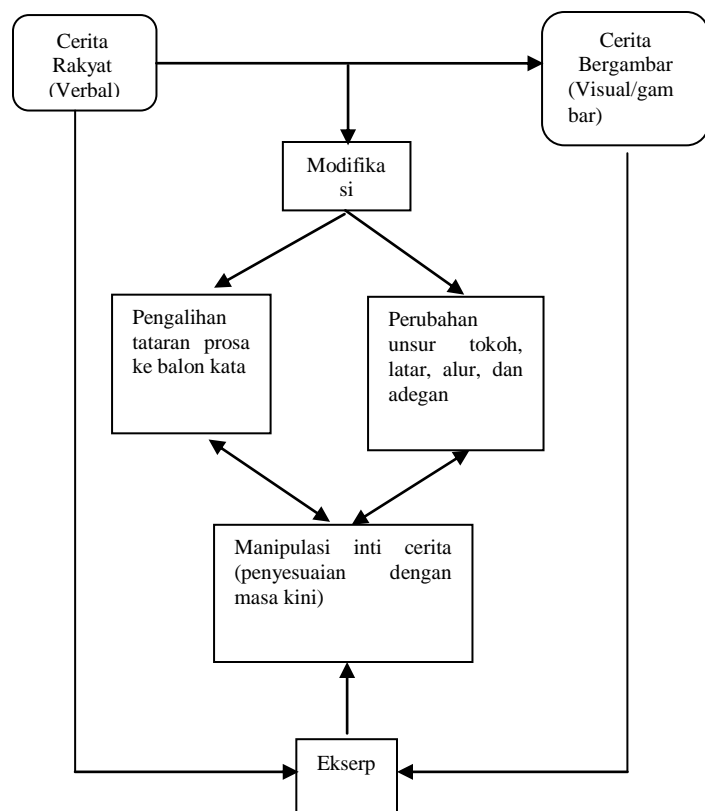 Cerita
Rakyat
(Verbal)
Cerita
Bergambar
(Visual/gam
bar)
Modifika
si
Pengalihan
tataran prosa
ke balon kata
Perubahan
unsur tokoh,
latar, alur, dan
adegan
Manipulasi inti cerita
(penyesuaian dengan
masa kini)
Ekserp